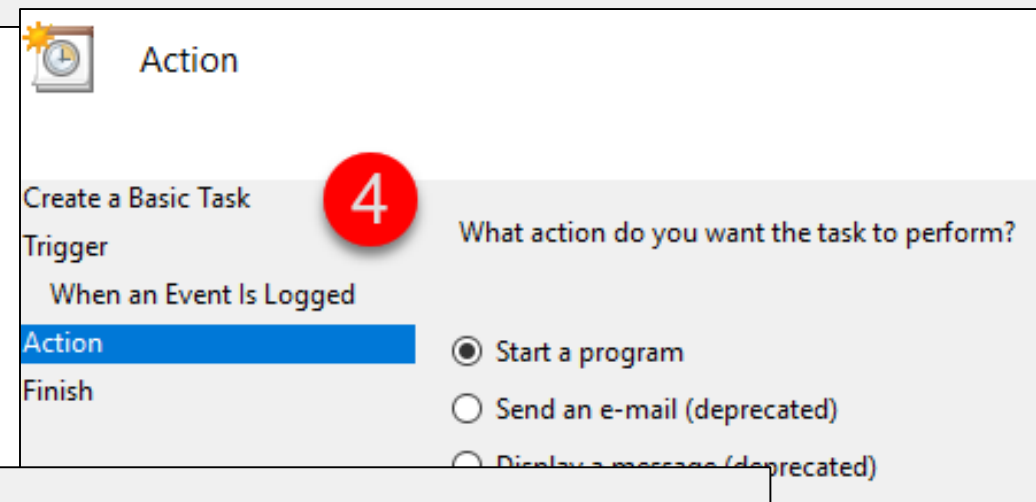 Action
Create a Basic Task
4
Trigger
What action do you want the task to perform?
When an Event Is Logged
Action
Start a program
Finish
Send an e-mail (deprecated)
Display a message (deprecated)